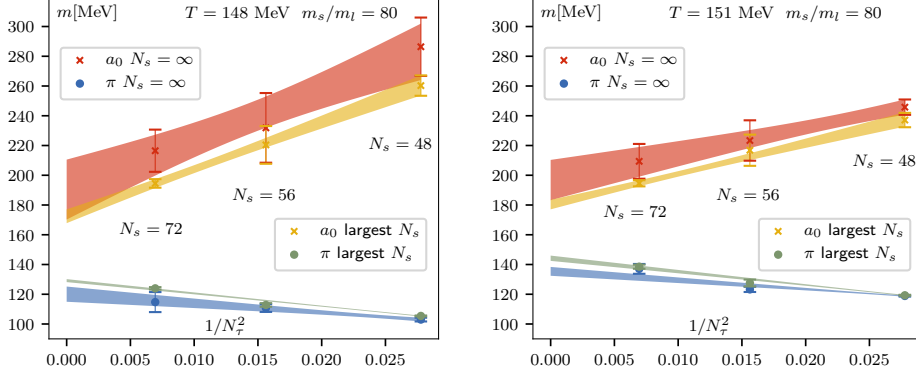 m[MeV] T = 148 MeV m_s/m_l = 80
300
280
260
240
220
200
180
160
140
120
100
a_0 N_s = ∞
π N_s = ∞
N_s = 48
N_s = 56
N_s = 72
a_0 largest N_s
π largest N_s
1/N_τ^2
0.000 0.005 0.010 0.015 0.020 0.025
m[MeV] T = 151 MeV m_s/m_l = 80
300
280
260
240
220
200
180
160
140
120
100
a_0 N_s = ∞
π N_s = ∞
N_s = 48
N_s = 56
N_s = 72
a_0 largest N_s
π largest N_s
1/N_τ^2
0.000 0.005 0.010 0.015 0.020 0.025